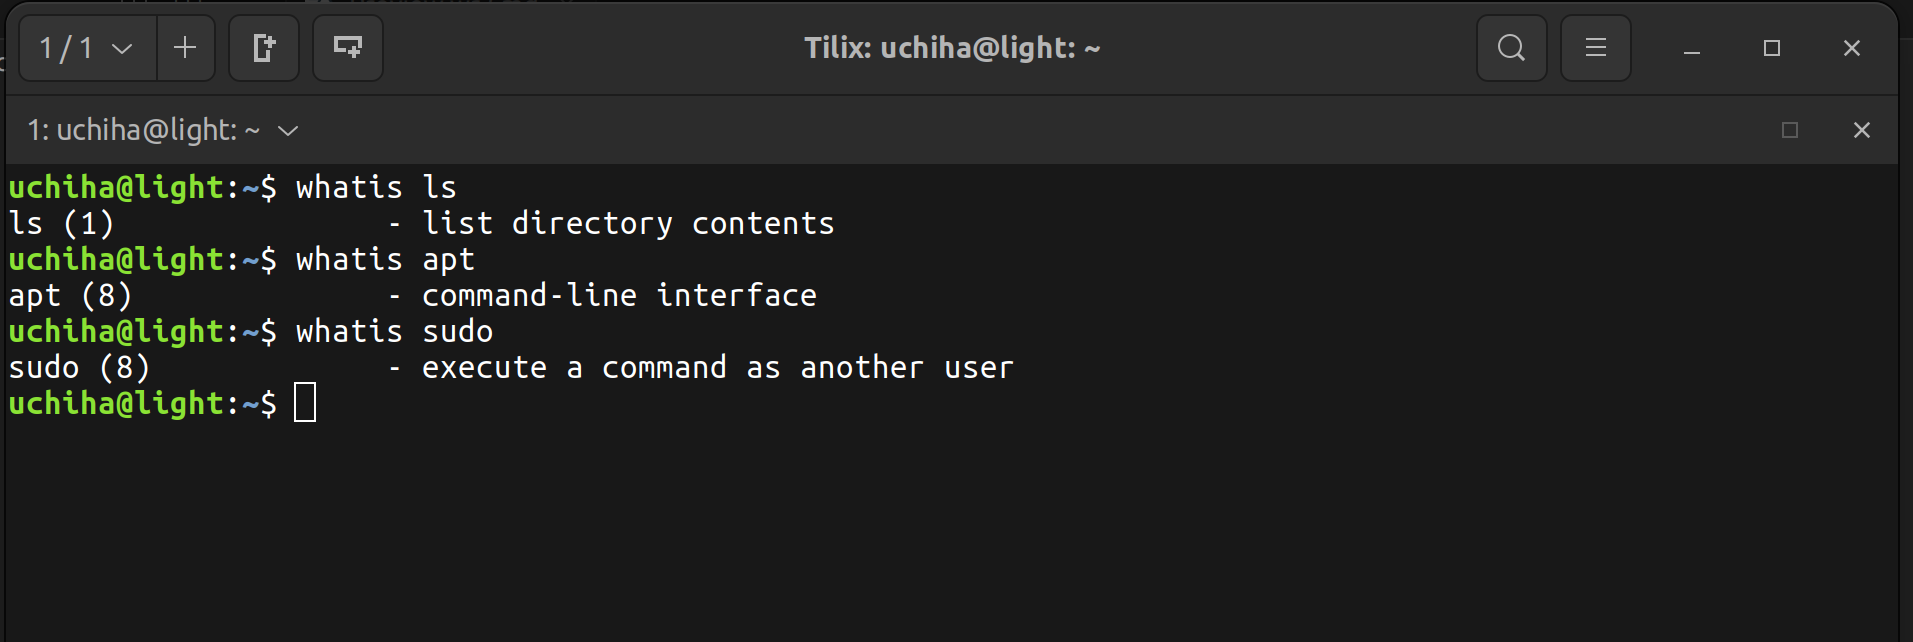 1 / 1
Tilix: uchiha@light: ~
1: uchiha@light: ~
uchiha@light:~$ whatis ls
ls (1)               - list directory contents
uchiha@light:~$ whatis apt
apt (8)              - command-line interface
uchiha@light:~$ whatis sudo
sudo (8)             - execute a command as another user
uchiha@light:~$